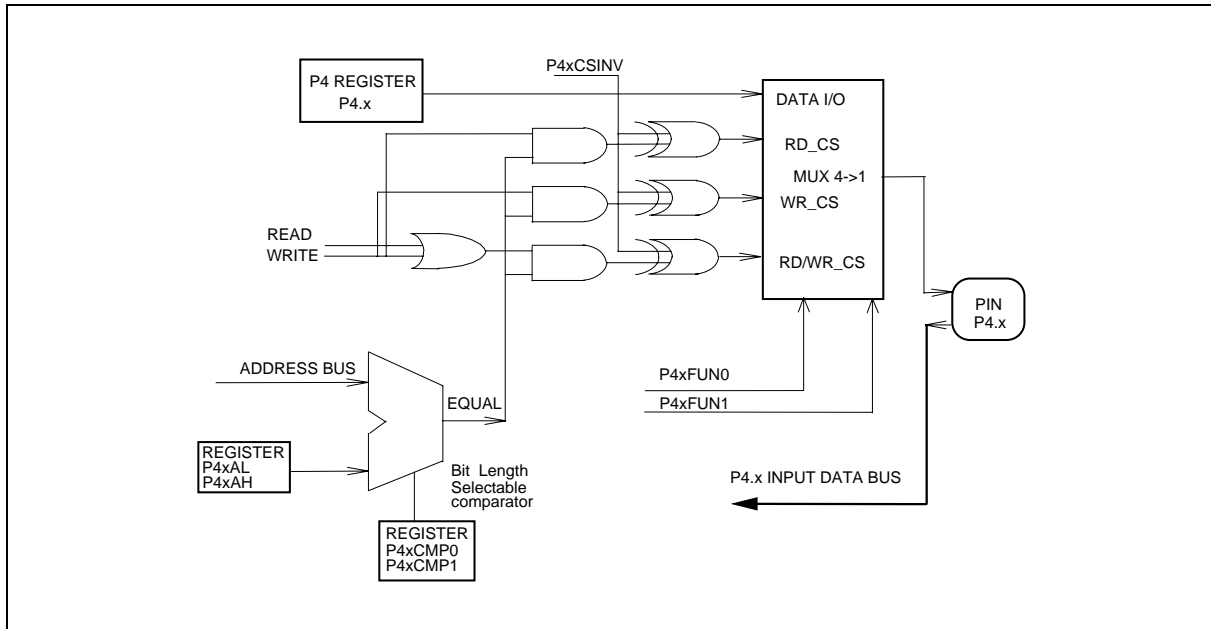 P4xCSINV
P4 REGISTER
P4.x
DATA I/O
RD_CS
MUX 4->1
WR_CS
READ
WRITE
RD/WR_CS
PIN
P4.x
ADDRESS BUS
P4xFUN0
EQUAL
P4xFUN1
REGISTER
P4xAL
P4xAH
Bit Length
Selectable
comparator
P4.x INPUT DATA BUS
REGISTER
P4xCMP0
P4xCMP1